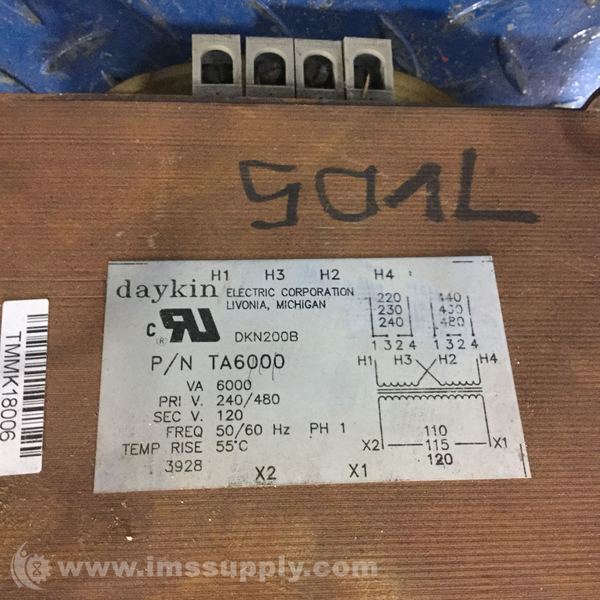 501L
H1 H3 H2 H4
daykin ELECTRIC CORPORATION
LIVONIA, MICHIGAN
C RU ® DKN200B
P/N TA6000
VA 6000
PRI V. 240/480
SEC V. 120
FREQ 50/60 Hz PH 1
TEMP RISE 55°C
3928 X2 X1
220 440
230 430
240 480
1 3 2 4 1 3 2 4
H1 H3 H2 H4
110
X2 115 X1
120
TMMK18006
© www.imssupply.com